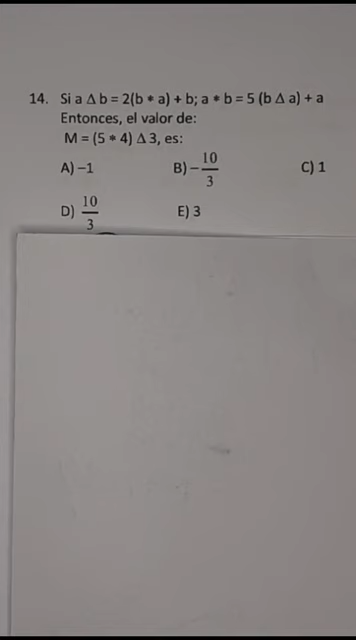 14. Si a Δ b = 2(b * a) + b; a * b = 5 (b Δ a) + a
Entonces, el valor de:
M = (5 * 4) Δ 3, es:
A) –1 B) –10/3 C) 1
D) 10/3 E) 3